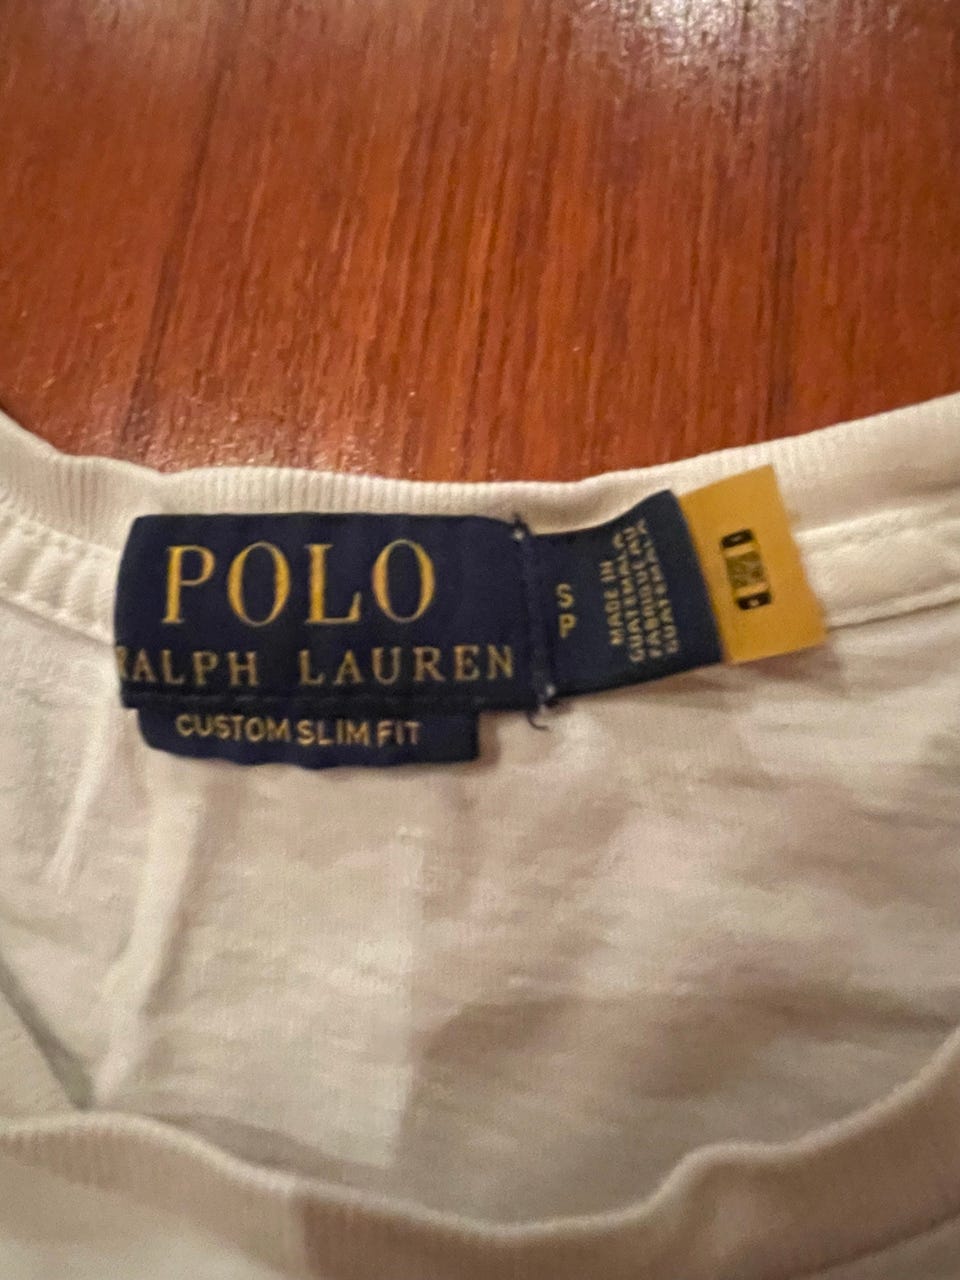 POLO
RALPH LAUREN
CUSTOM SLIM FIT
S
P
MADE IN
GUATEMALA
FABRIQUÉ AU
GUATEMALA